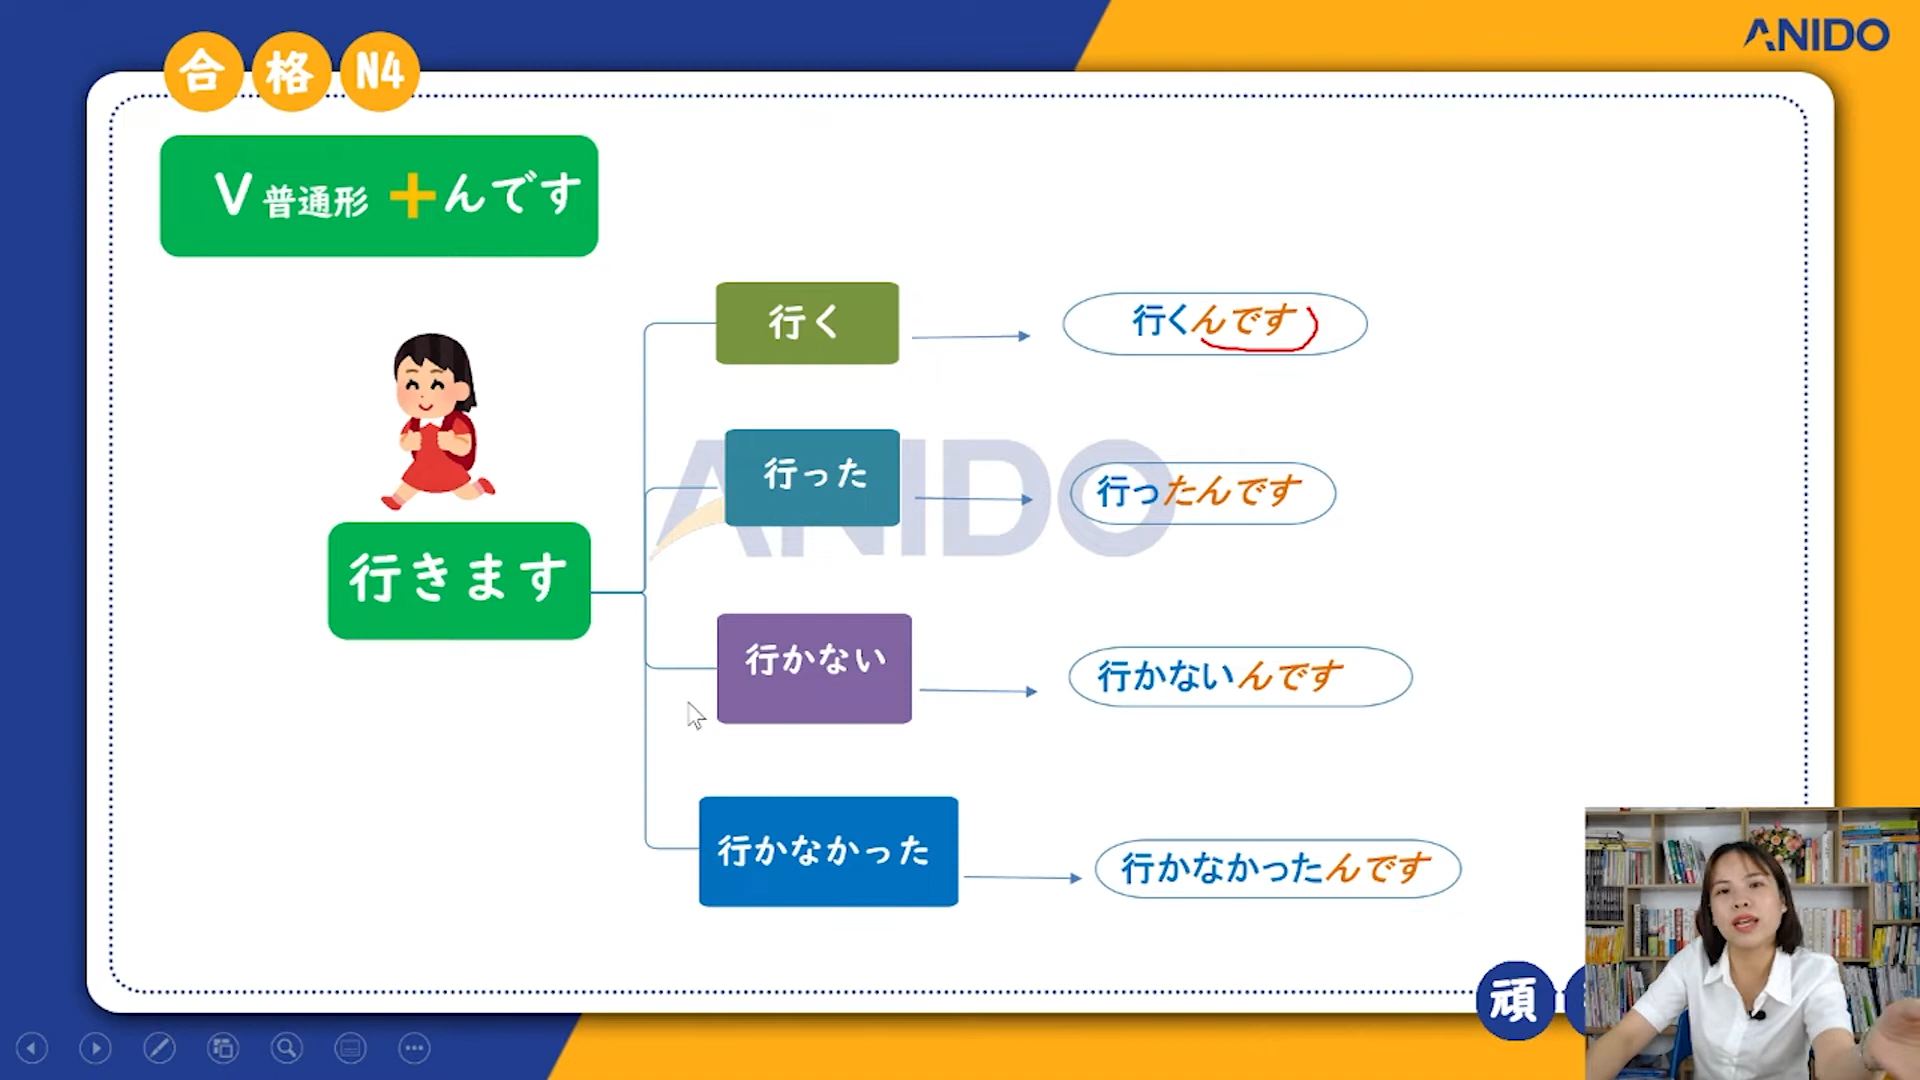 ANIDO
合格N4
V 普通形 +んです
行く
行くんです
行った
行ったんです
ANIDO
行きます
行かない
行かないんです
行かなかった
行かなかったんです
頑